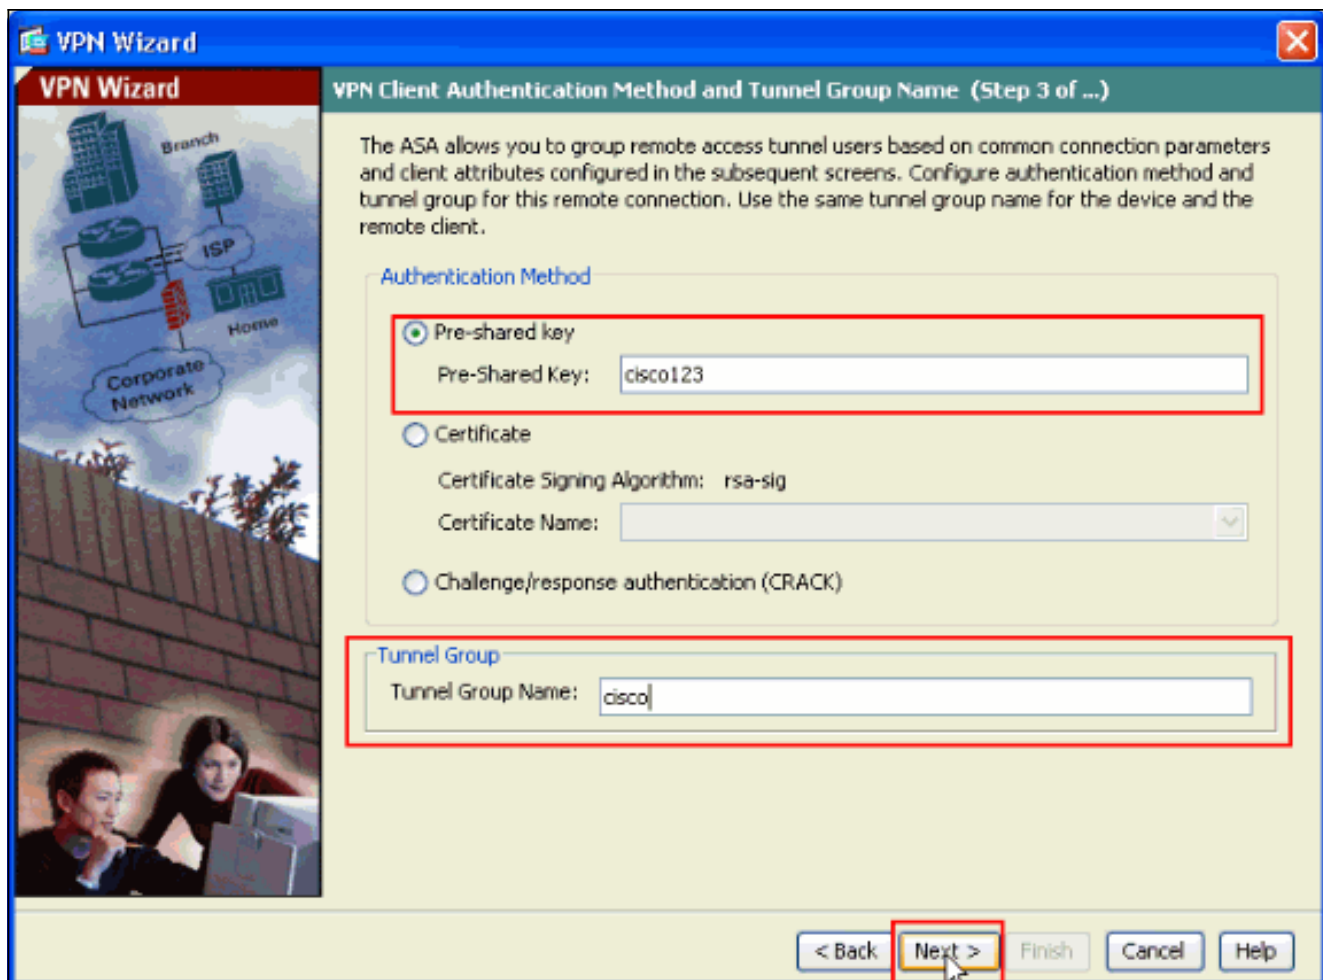 VPN Wizard
VPN Wizard
Branch
ISP
Home
Corporate
Network
VPN Client Authentication Method and Tunnel Group Name (Step 3 of ...)
The ASA allows you to group remote access tunnel users based on common connection parameters
and client attributes configured in the subsequent screens. Configure authentication method and
tunnel group for this remote connection. Use the same tunnel group name for the device and the
remote client.
Authentication Method
Pre-shared key
Pre-Shared Key: cisco123
Certificate
Certificate Signing Algorithm: rsa-sig
Certificate Name:
Challenge/response authentication (CRACK)
Tunnel Group
Tunnel Group Name: cisco
< Back Next > Finish Cancel Help